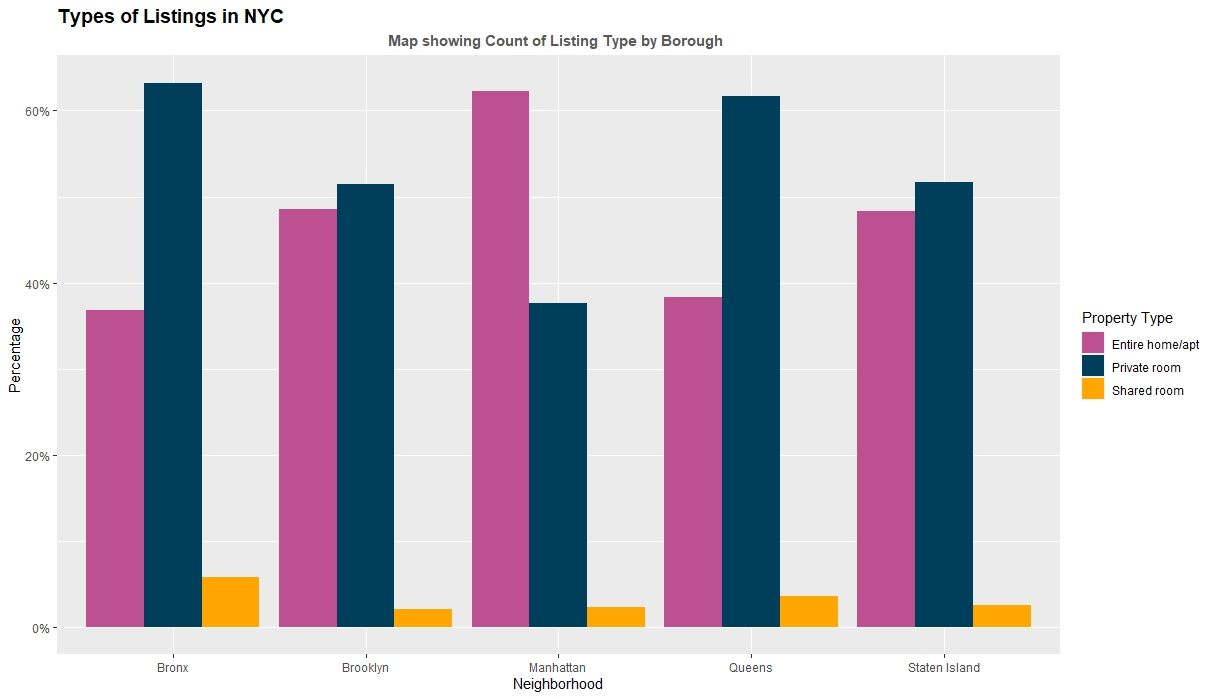 Types of Listings in NYC
Map showing Count of Listing Type by Borough
Percentage
60%
40%
20%
0%
Bronx
Brooklyn
Manhattan
Queens
Staten Island
Neighborhood
Property Type
Entire home/apt
Private room
Shared room